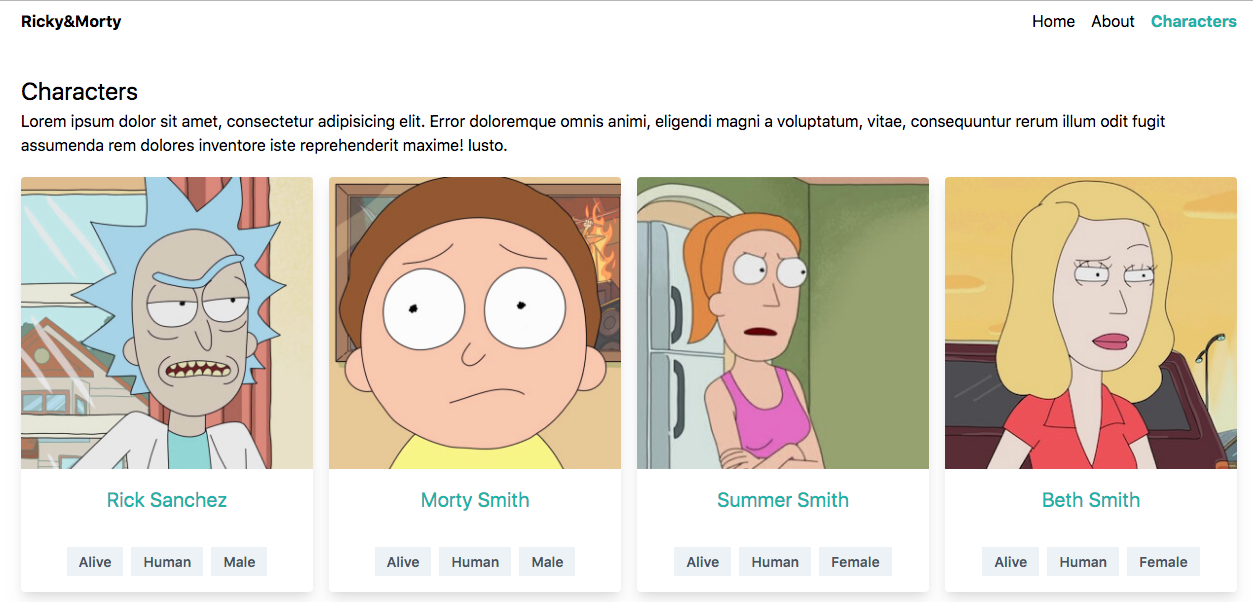 Ricky&Morty
Home About Characters
Characters
Lorem ipsum dolor sit amet, consectetur adipisicing elit. Error doloremque omnis animi, eligendi magni a voluptatum, vitae, consequuntur rerum illum odit fugit
assumenda rem dolores inventore iste reprehenderit maxime! Iusto.
Rick Sanchez
Alive Human Male
Morty Smith
Alive Human Male
Summer Smith
Alive Human Female
Beth Smith
Alive Human Female